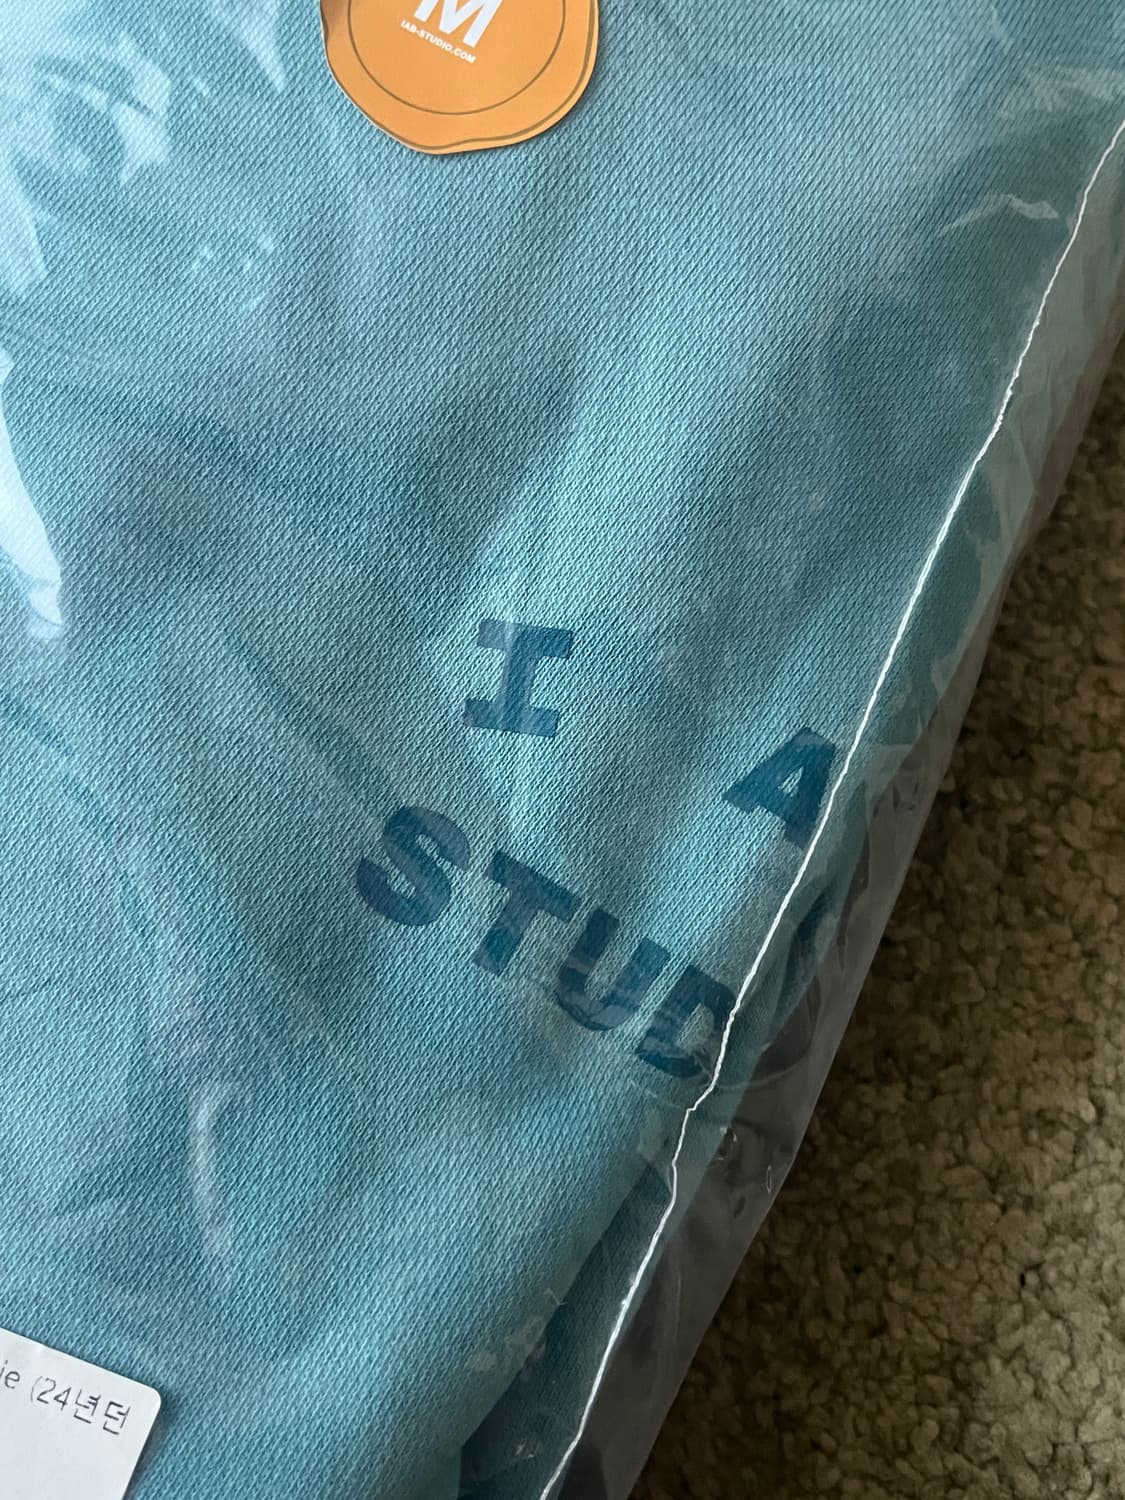 M
IAB-STUDIO.COM
I A
STUD
ie (24년 던